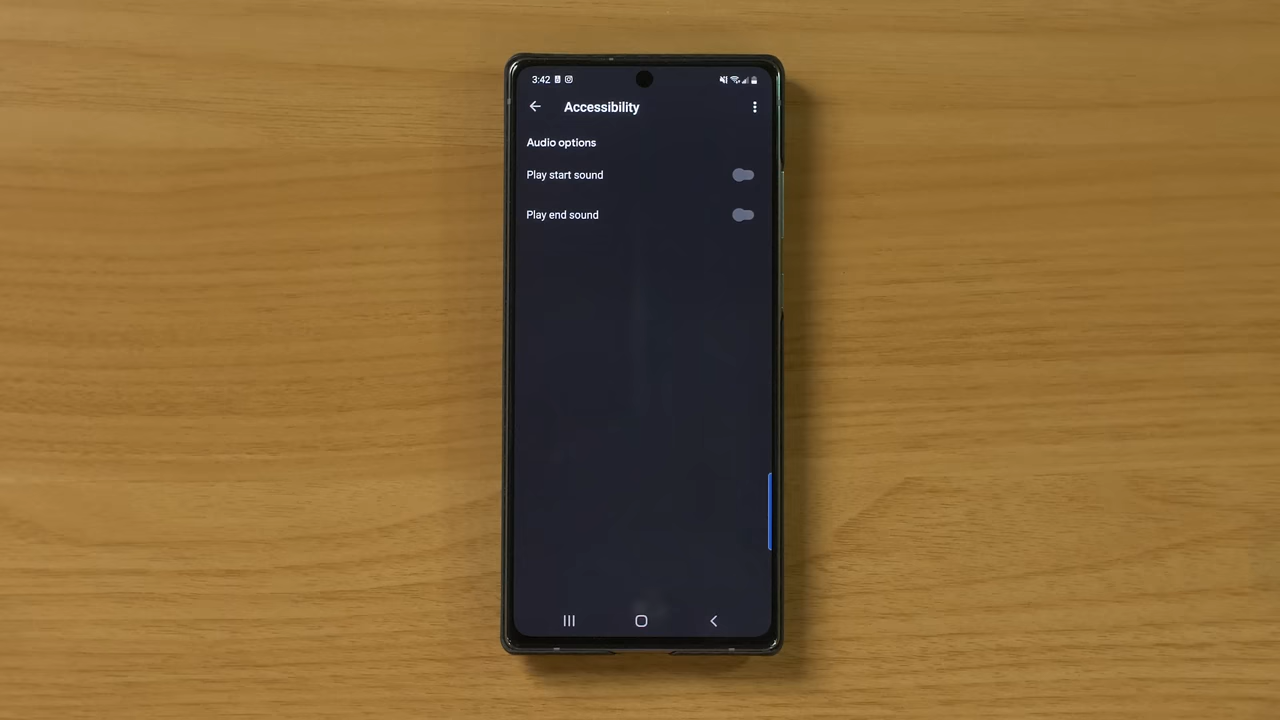 3:42
Accessibility
Audio options
Play start sound
Play end sound